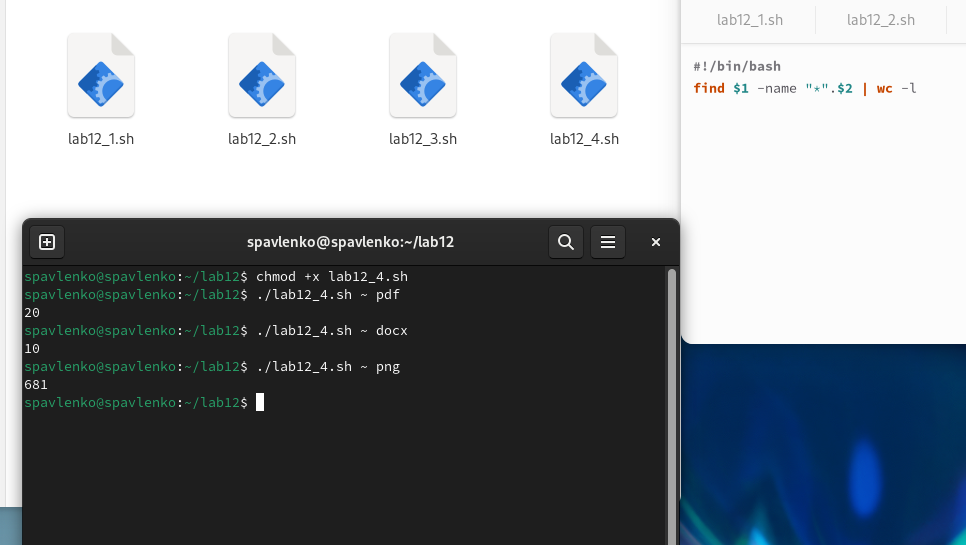 lab12_1.sh lab12_2.sh lab12_3.sh lab12_4.sh
lab12_1.sh lab12_2.sh
#!/bin/bash
find $1 -name "*".$2 | wc -l
spavlenko@spavlenko:~/lab12
spavlenko@spavlenko:~/lab12$ chmod +x lab12_4.sh
spavlenko@spavlenko:~/lab12$ ./lab12_4.sh ~ pdf
20
spavlenko@spavlenko:~/lab12$ ./lab12_4.sh ~ docx
10
spavlenko@spavlenko:~/lab12$ ./lab12_4.sh ~ png
681
spavlenko@spavlenko:~/lab12$